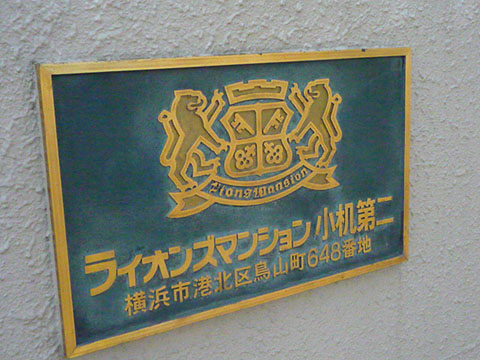 Lions Mansion
ライオンズマンション小机第二
横浜市港北区鳥山町648番地